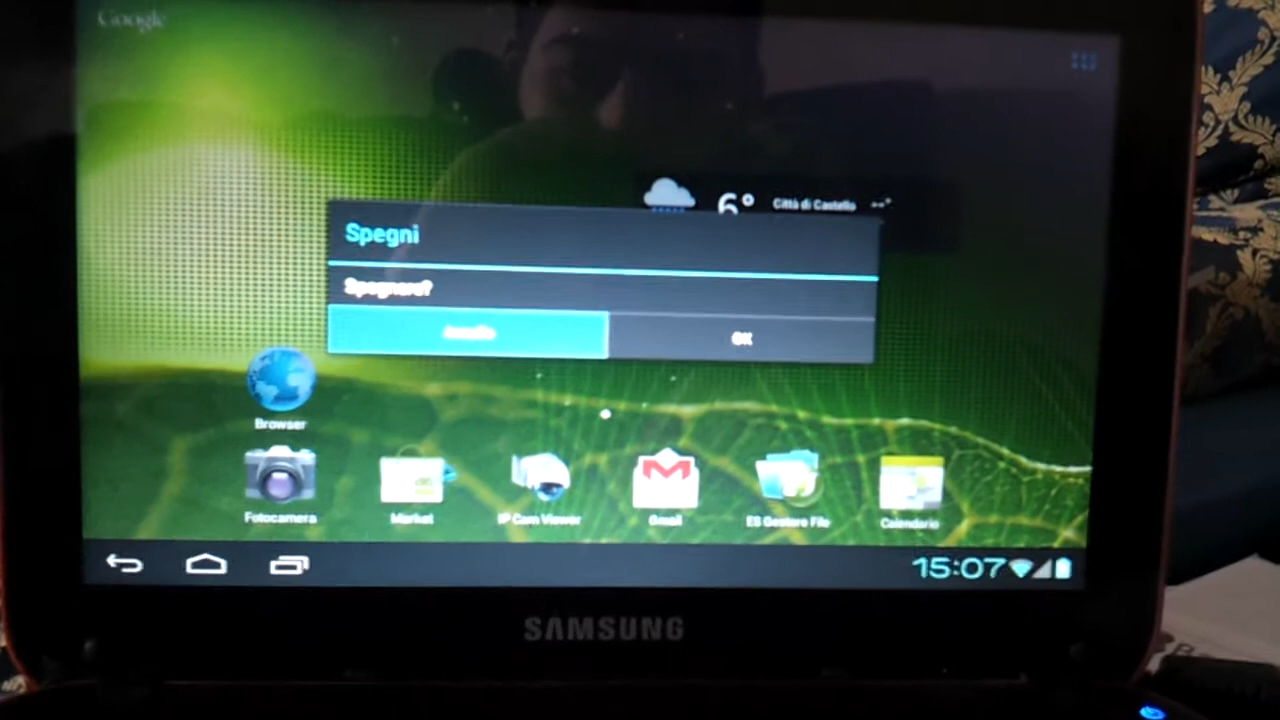 Google
6° Città di Castello --°
Spegni
Spegnere?
Annulla
OK
Browser
Fotocamera
Market
IP Cam Viewer
Gmail
ES Gestore File
Calendario
15:07
SAMSUNG